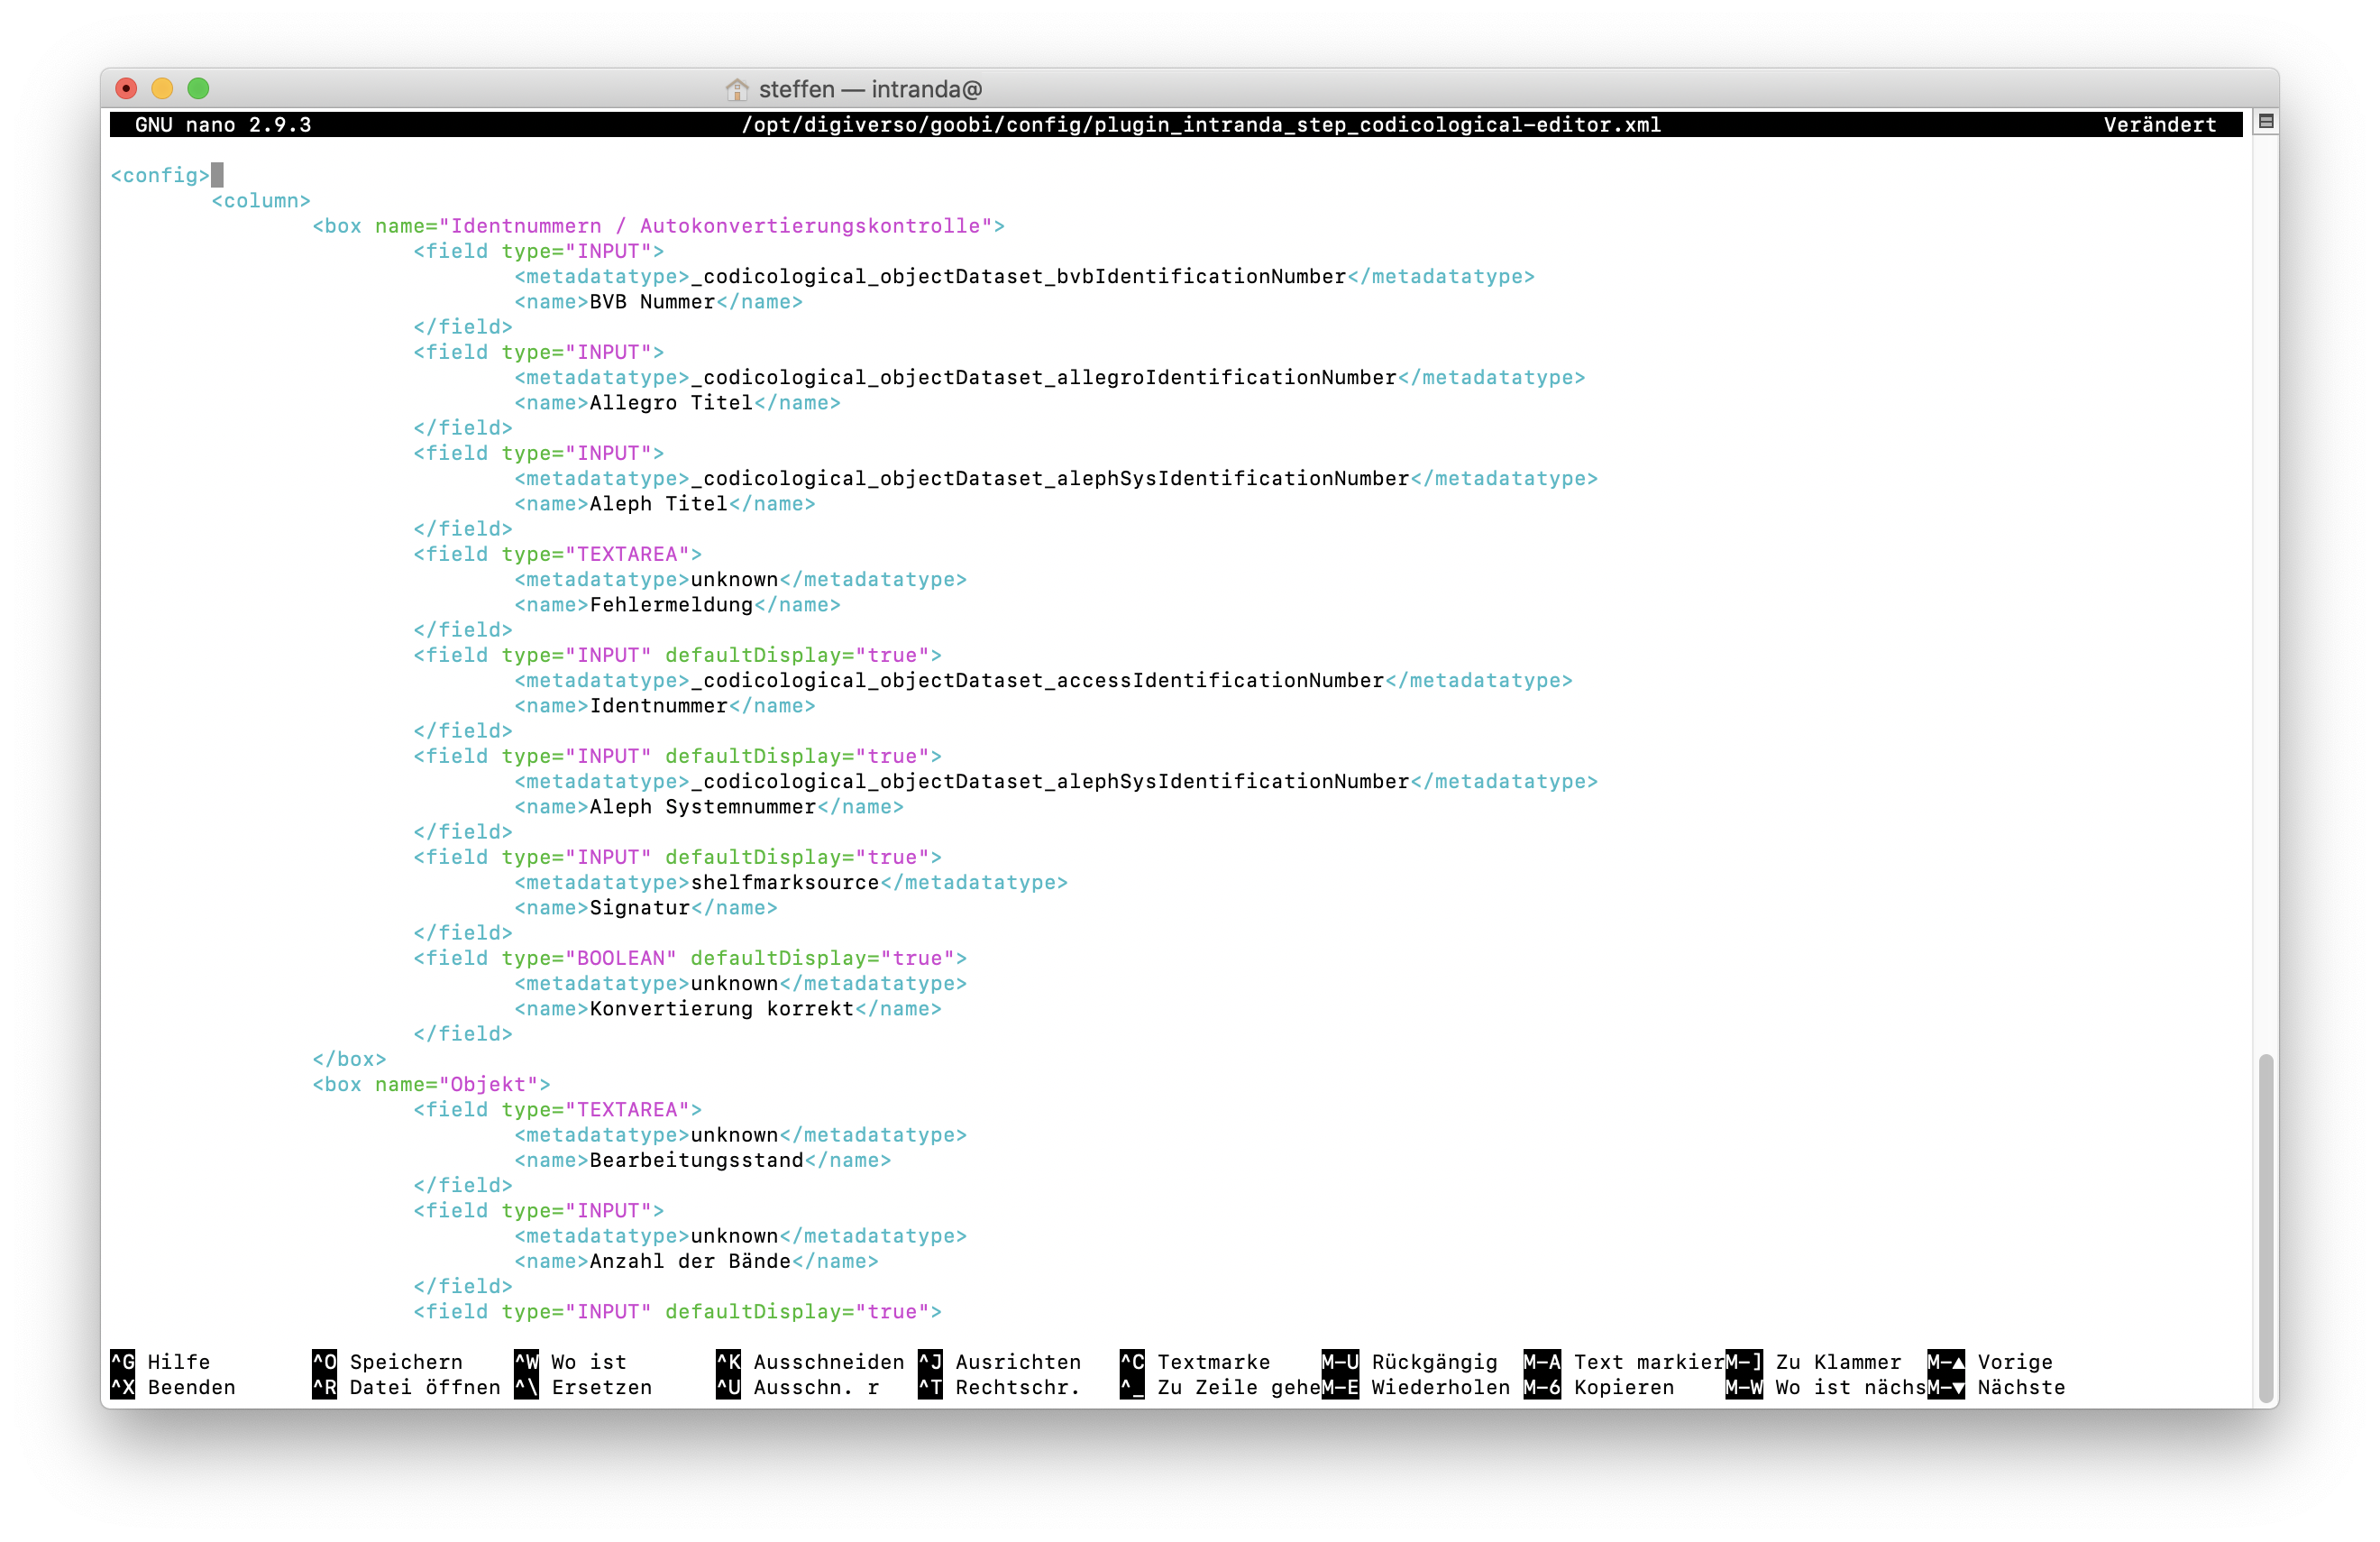 steffen — intranda@
GNU nano 2.9.3 /opt/digiverso/goobi/config/plugin_intranda_step_codicological-editor.xml Verändert
<config>
<column>
<box name="Identnummern / Autokonvertierungskontrolle">
<field type="INPUT">
<metadatatype>_codicological_objectDataset_bvbIdentificationNumber</metadatatype>
<name>BVB Nummer</name>
</field>
<field type="INPUT">
<metadatatype>_codicological_objectDataset_allegroIdentificationNumber</metadatatype>
<name>Allegro Titel</name>
</field>
<field type="INPUT">
<metadatatype>_codicological_objectDataset_alephSysIdentificationNumber</metadatatype>
<name>Aleph Titel</name>
</field>
<field type="TEXTAREA">
<metadatatype>unknown</metadatatype>
<name>Fehlermeldung</name>
</field>
<field type="INPUT" defaultDisplay="true">
<metadatatype>_codicological_objectDataset_accessIdentificationNumber</metadatatype>
<name>Identnummer</name>
</field>
<field type="INPUT" defaultDisplay="true">
<metadatatype>_codicological_objectDataset_alephSysIdentificationNumber</metadatatype>
<name>Aleph Systemnummer</name>
</field>
<field type="INPUT" defaultDisplay="true">
<metadatatype>shelfmarksource</metadatatype>
<name>Signatur</name>
</field>
<field type="BOOLEAN" defaultDisplay="true">
<metadatatype>unknown</metadatatype>
<name>Konvertierung korrekt</name>
</field>
</box>
<box name="Objekt">
<field type="TEXTAREA">
<metadatatype>unknown</metadatatype>
<name>Bearbeitungsstand</name>
</field>
<field type="INPUT">
<metadatatype>unknown</metadatatype>
<name>Anzahl der Bände</name>
</field>
<field type="INPUT" defaultDisplay="true">
^G Hilfe ^O Speichern ^W Wo ist ^K Ausschneiden ^J Ausrichten ^C Textmarke M-U Rückgängig M-A Text markier M-] Zu Klammer M-▲ Vorige
^X Beenden ^R Datei öffnen ^\ Ersetzen ^U Ausschn. r ^T Rechtschr. ^_ Zu Zeile gehe M-E Wiederholen M-6 Kopieren M-W Wo ist nächs M-▼ Nächste